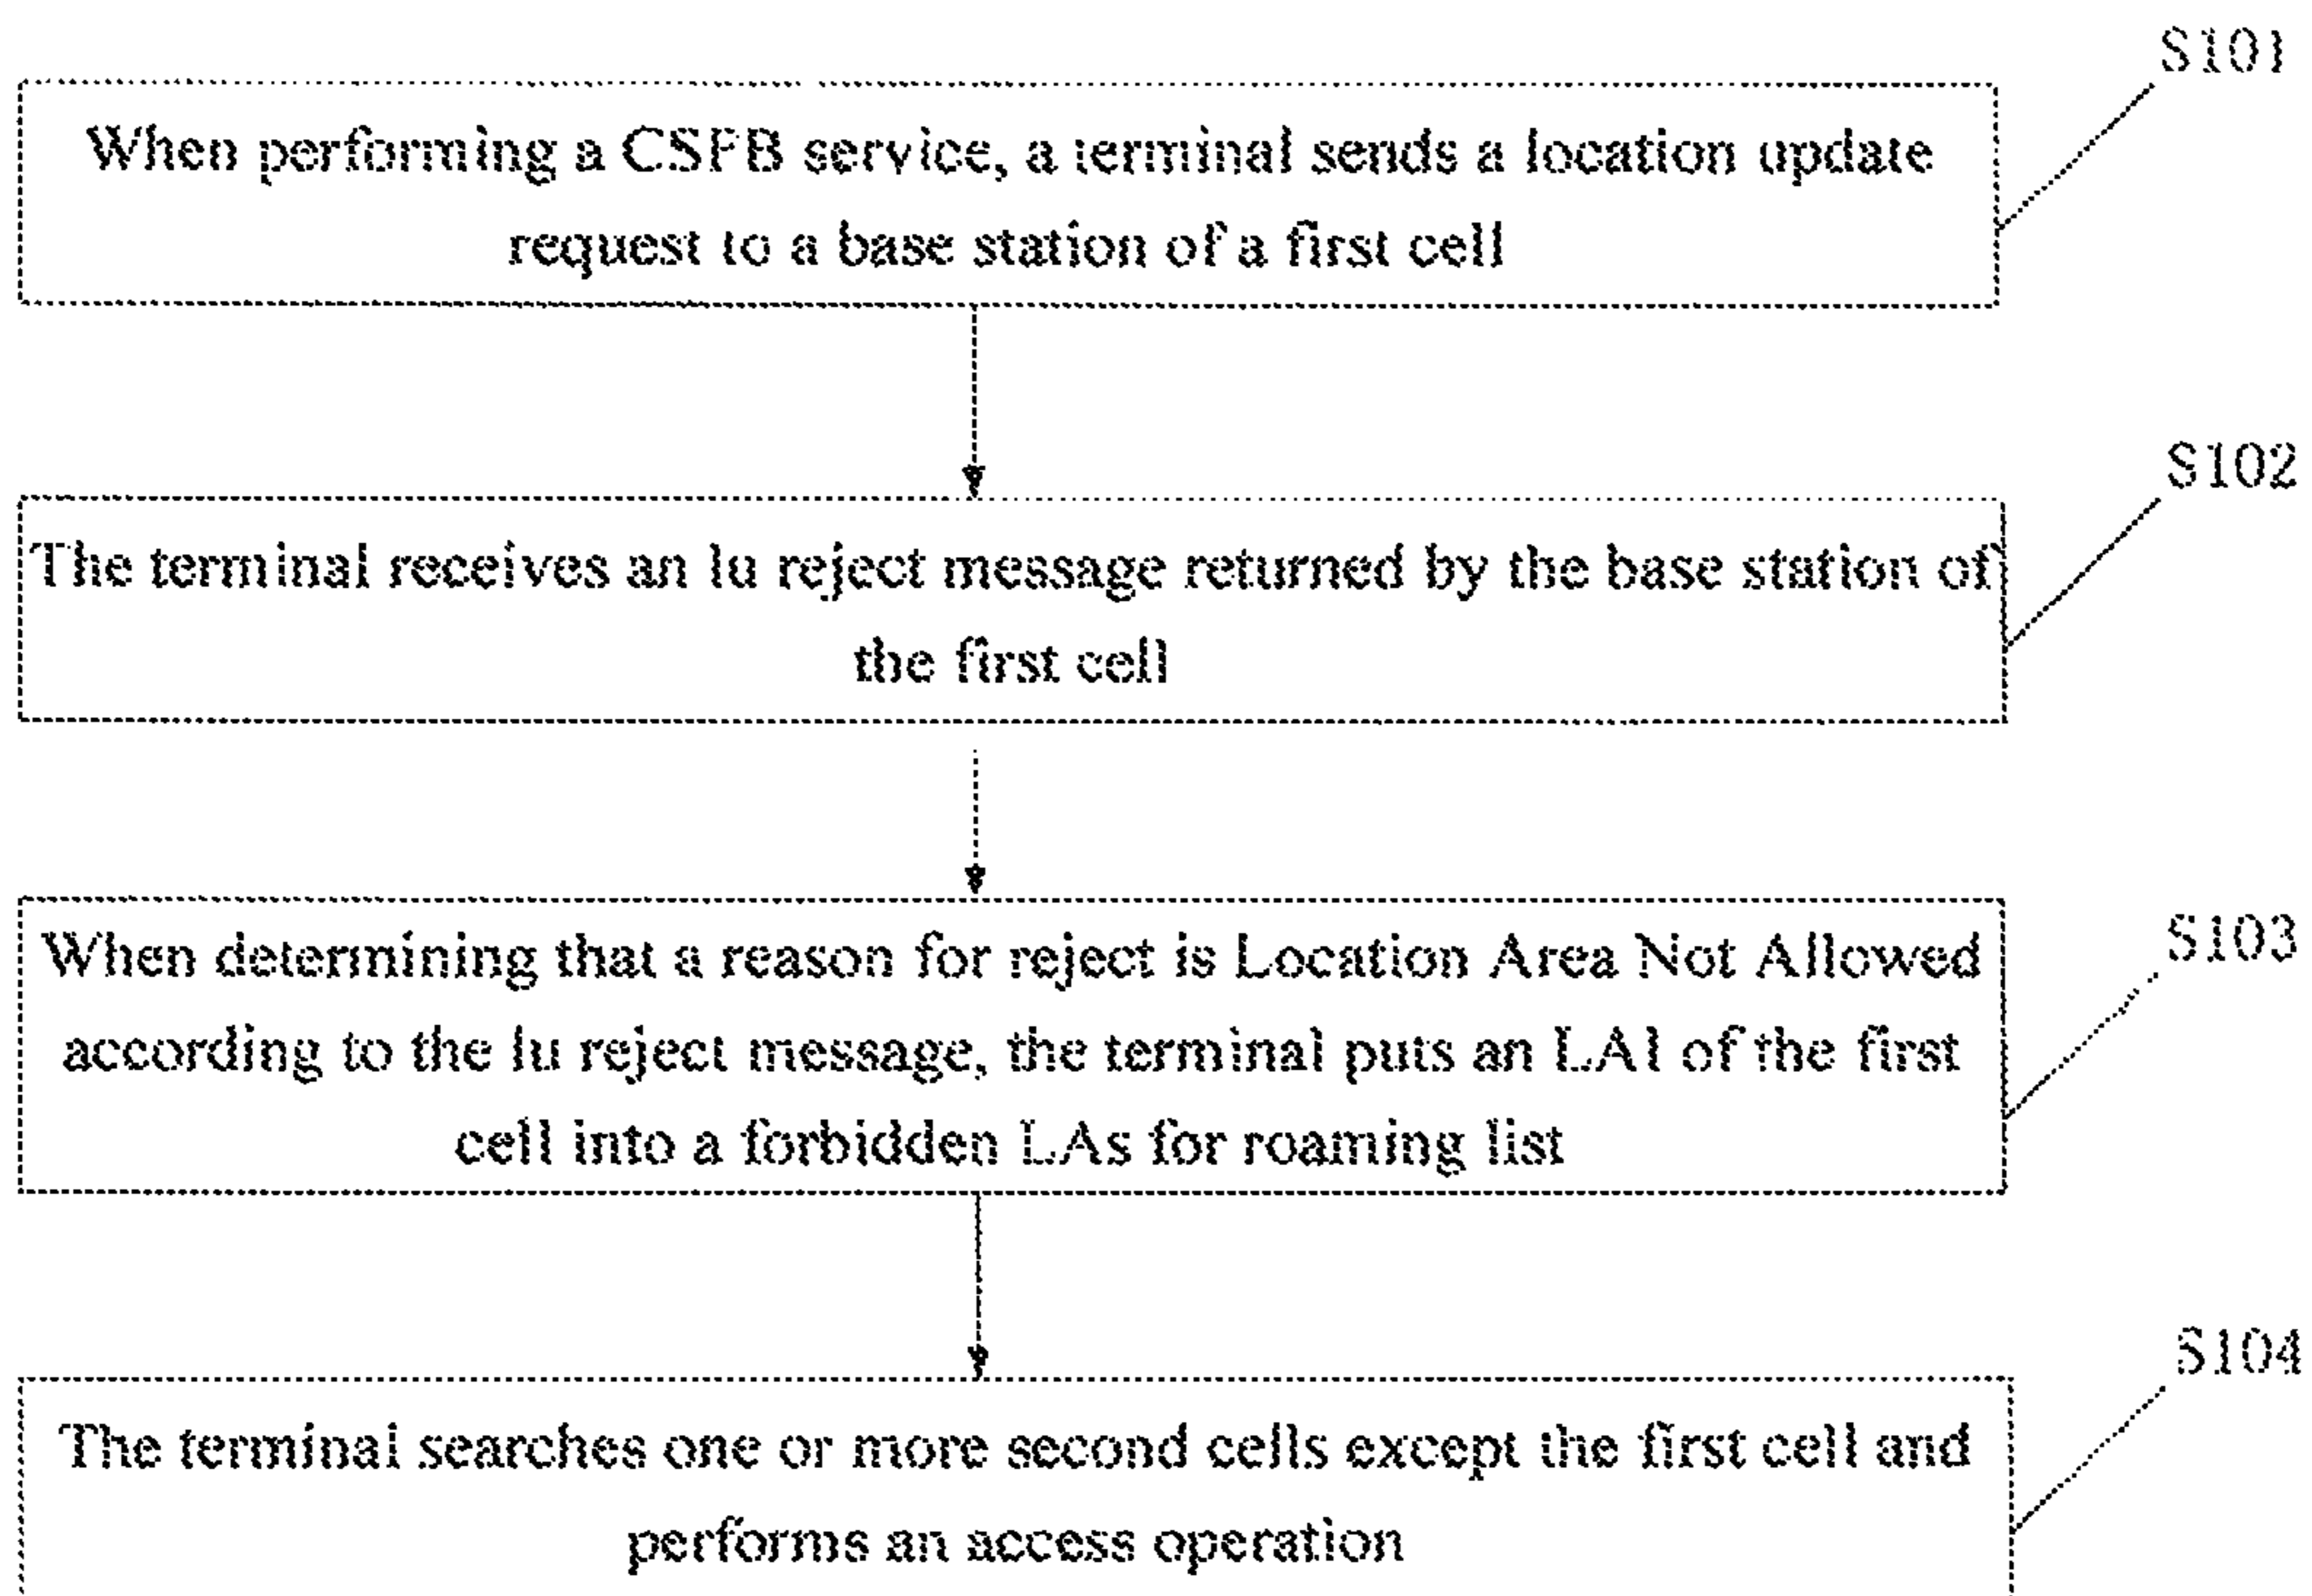 S101
When performing a CSFB service, a terminal sends a location update
request to a base station of a first cell
S102
The terminal receives an lu reject message returned by the base station of
the first cell
S103
When determining that a reason for reject is Location Area Not Allowed
according to the lu reject message, the terminal puts an LAI of the first
cell into a forbidden LAs for roaming list
S104
The terminal searches one or more second cells except the first cell and
performs an access operation